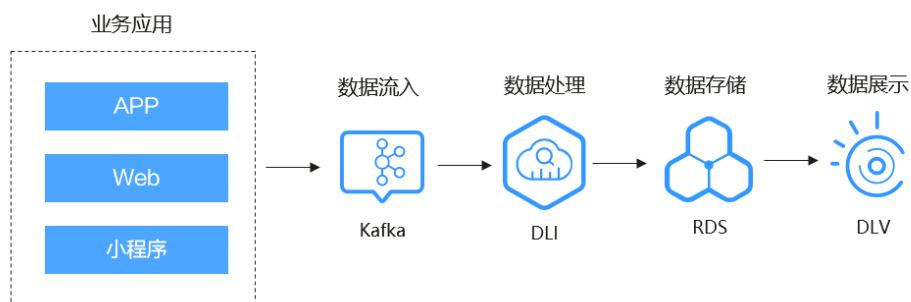 业务应用
APP
Web
小程序
数据流入
Kafka
数据处理
DLI
数据存储
RDS
数据展示
DLV